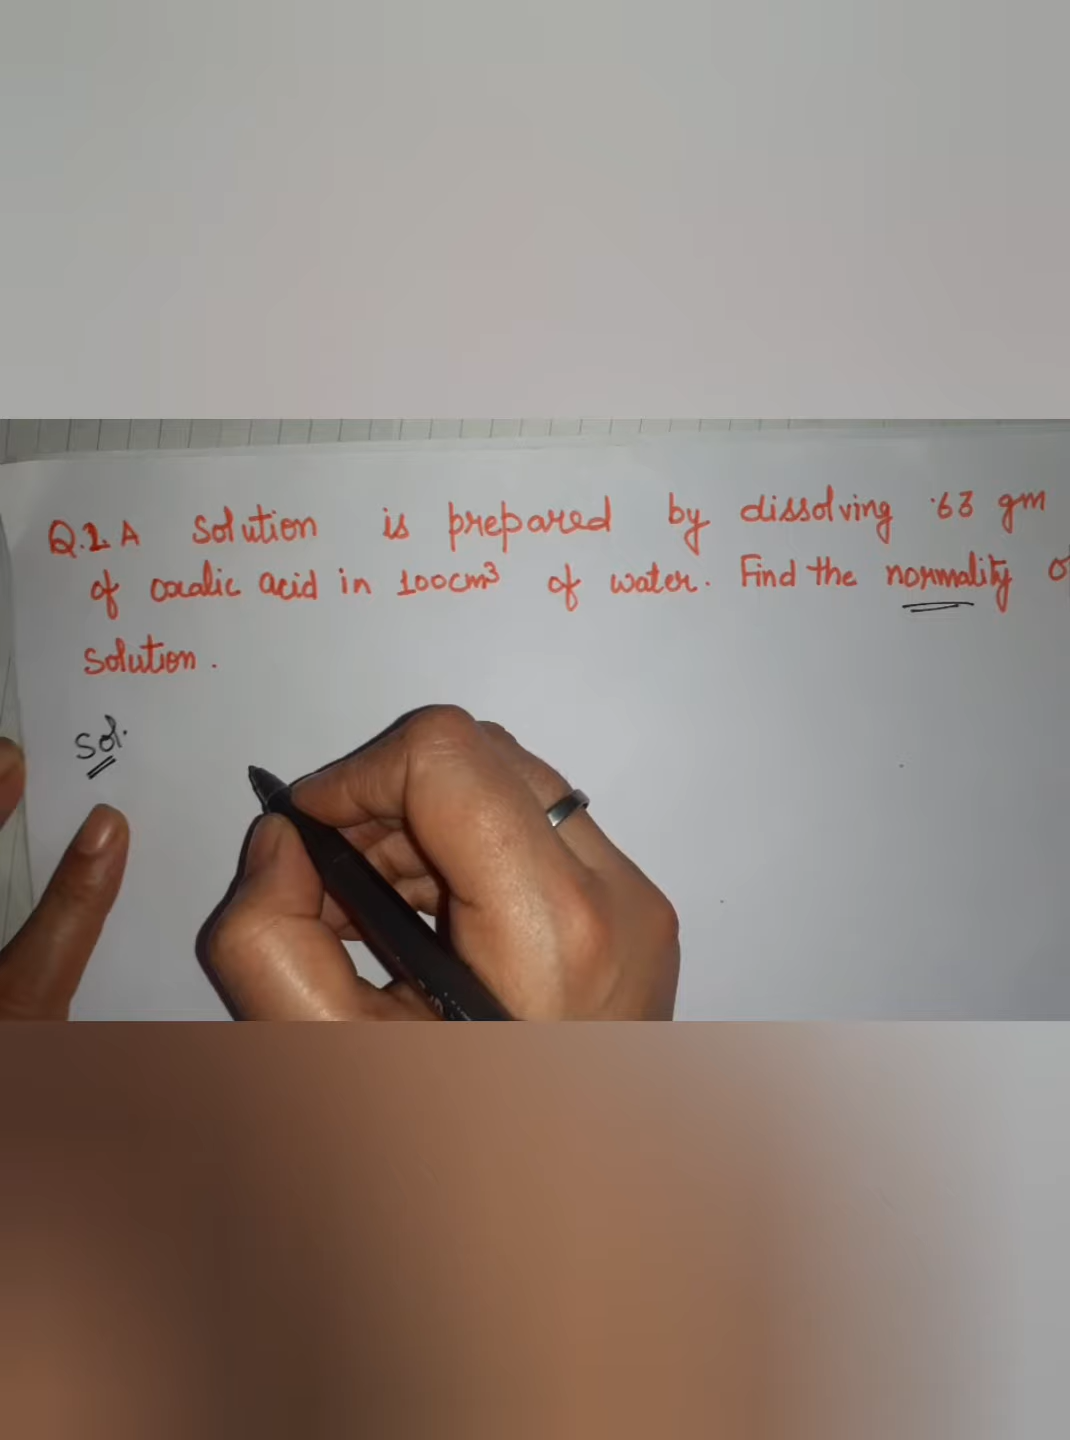 Q.1. A solution is prepared by dissolving .63 gm
of oxalic acid in 100cm³ of water. Find the normality o
solution.
Sol.